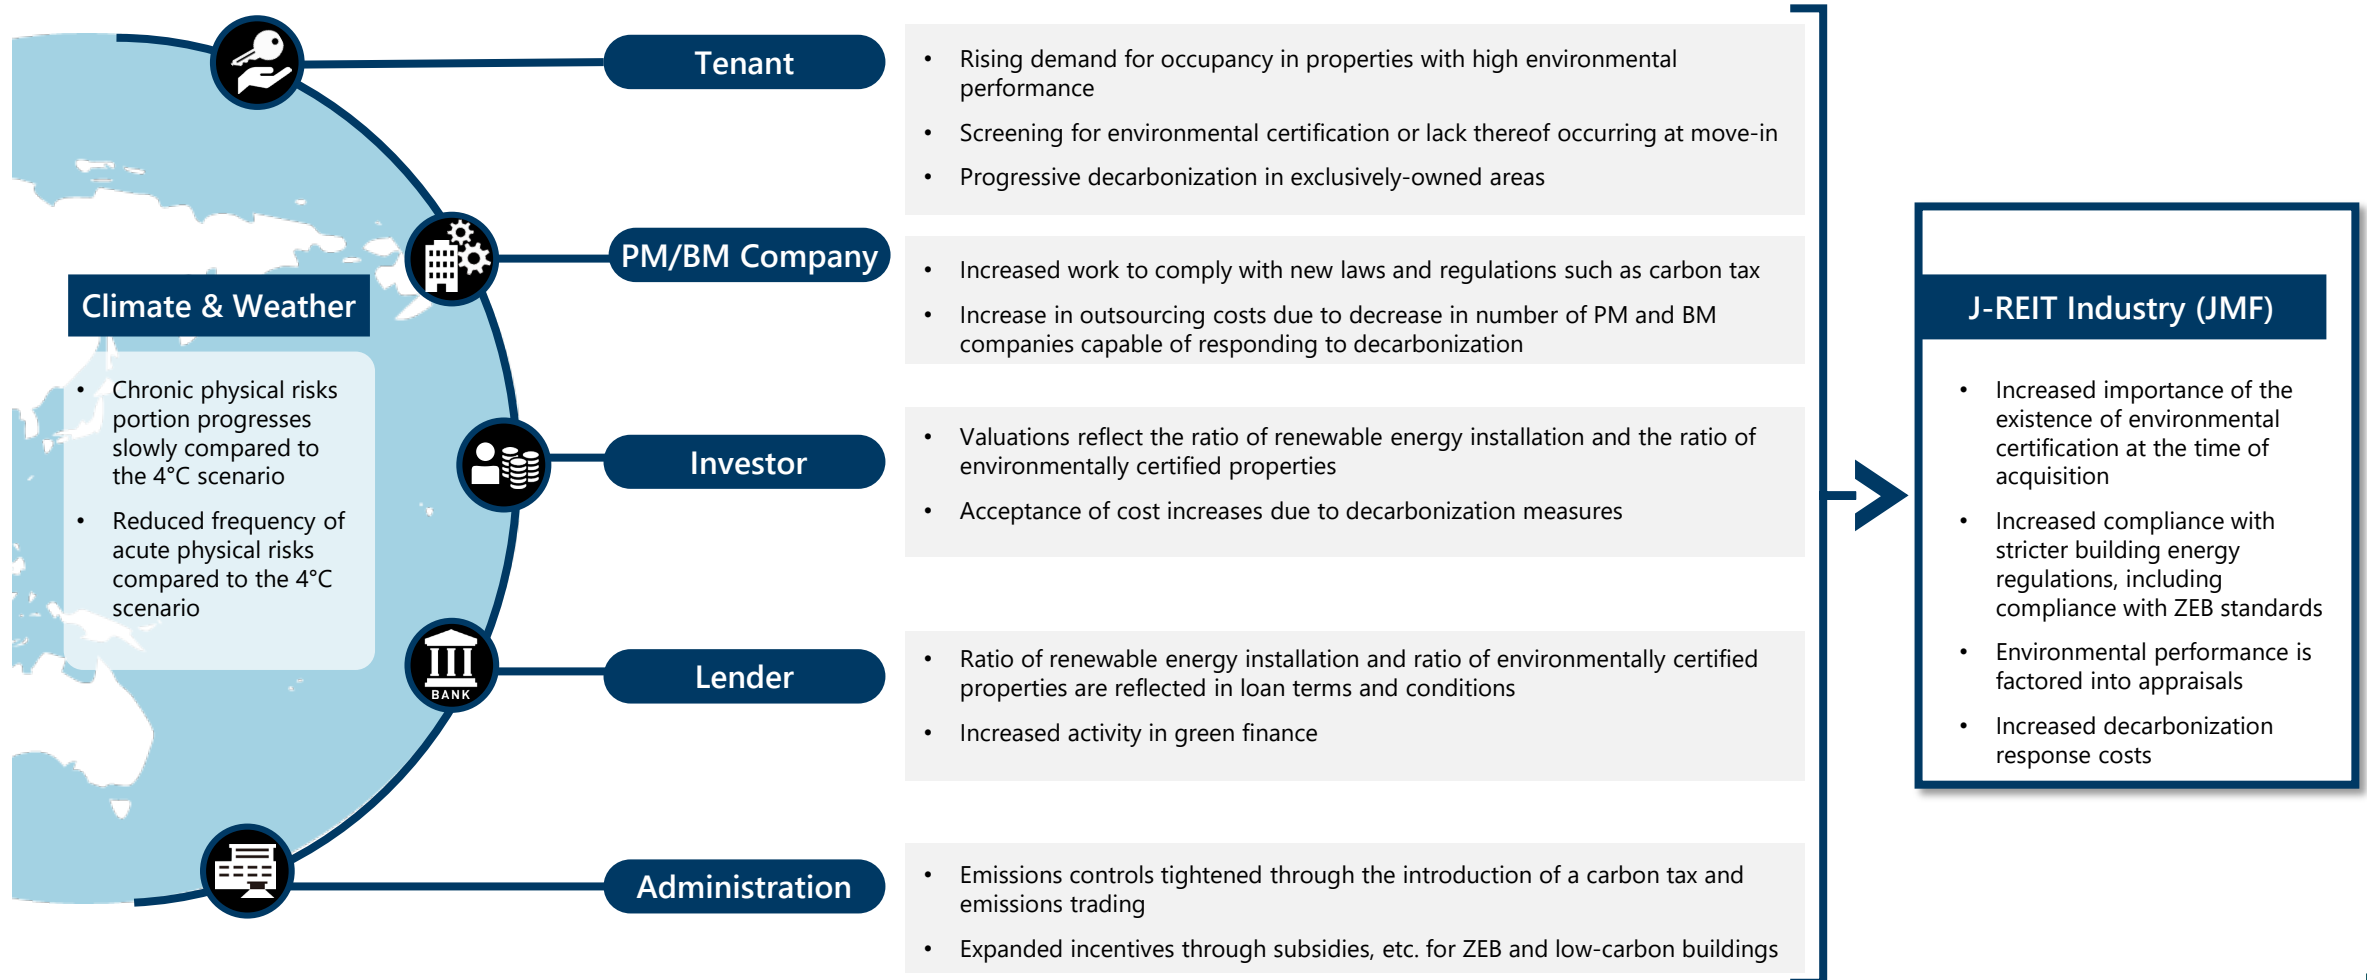 Climate & Weather
• Chronic physical risks
portion progresses
slowly compared to
the 4°C scenario
• Reduced frequency of
acute physical risks
compared to the 4°C
scenario
Tenant
• Rising demand for occupancy in properties with high environmental
performance
• Screening for environmental certification or lack thereof occurring at move-in
• Progressive decarbonization in exclusively-owned areas
PM/BM Company
• Increased work to comply with new laws and regulations such as carbon tax
• Increase in outsourcing costs due to decrease in number of PM and BM
companies capable of responding to decarbonization
Investor
• Valuations reflect the ratio of renewable energy installation and the ratio of
environmentally certified properties
• Acceptance of cost increases due to decarbonization measures
BANK
Lender
• Ratio of renewable energy installation and ratio of environmentally certified
properties are reflected in loan terms and conditions
• Increased activity in green finance
Administration
• Emissions controls tightened through the introduction of a carbon tax and
emissions trading
• Expanded incentives through subsidies, etc. for ZEB and low-carbon buildings
J-REIT Industry (JMF)
• Increased importance of the
existence of environmental
certification at the time of
acquisition
• Increased compliance with
stricter building energy
regulations, including
compliance with ZEB standards
• Environmental performance is
factored into appraisals
• Increased decarbonization
response costs